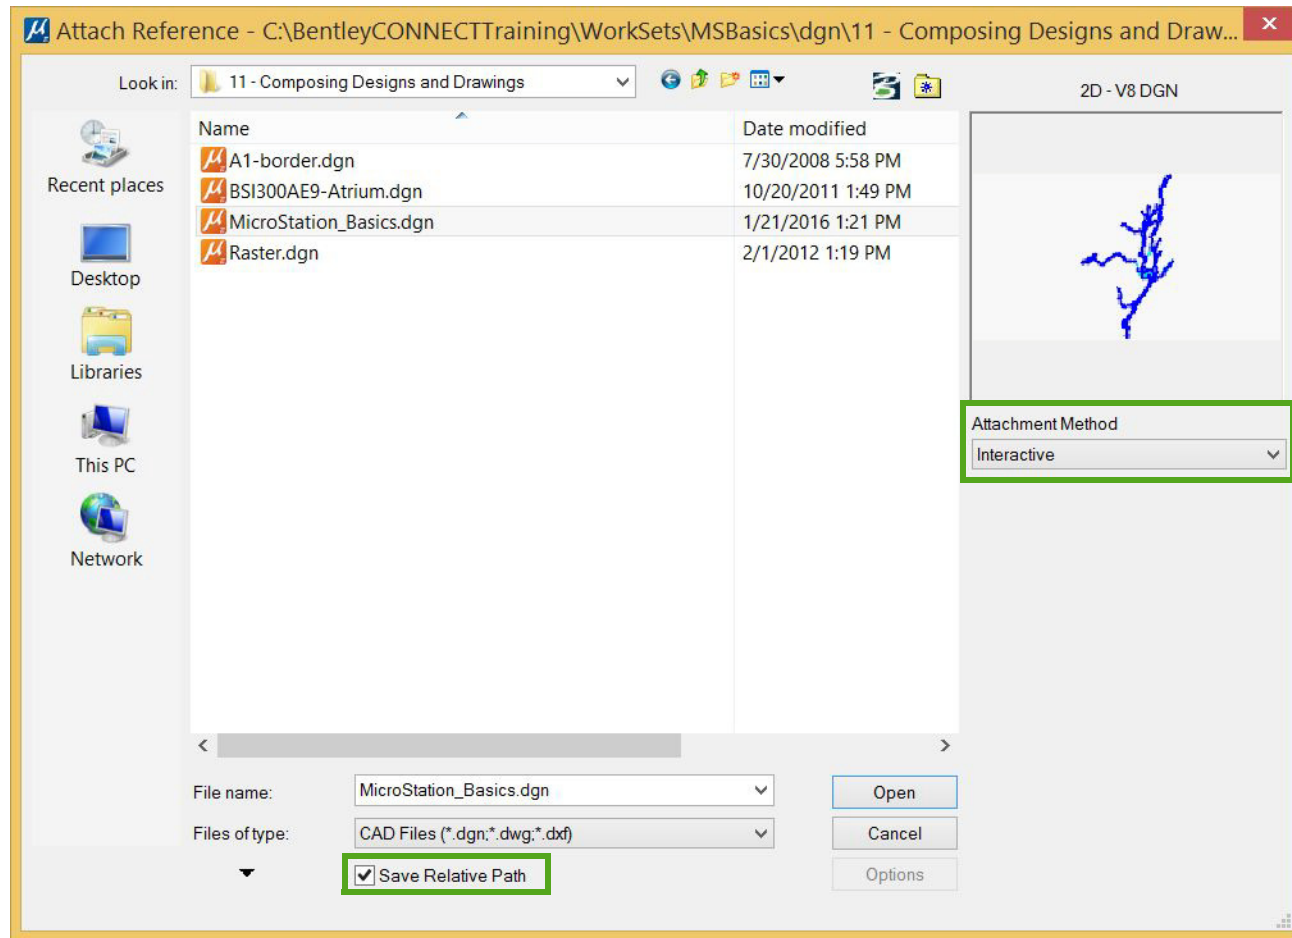 Attach Reference - C:\BentleyCONNECTTraining\WorkSets\MSBasics\dgn\11 - Composing Designs and Draw...
Look in:
11 - Composing Designs and Drawings
2D - V8 DGN
Recent places
Desktop
Libraries
This PC
Network
Name Date modified
A1-border.dgn 7/30/2008 5:58 PM
BSI300AE9-Atrium.dgn 10/20/2011 1:49 PM
MicroStation_Basics.dgn 1/21/2016 1:21 PM
Raster.dgn 2/1/2012 1:19 PM
Attachment Method
Interactive
File name: MicroStation_Basics.dgn Open
Files of type: CAD Files (*.dgn;*.dwg;*.dxf) Cancel
Save Relative Path Options